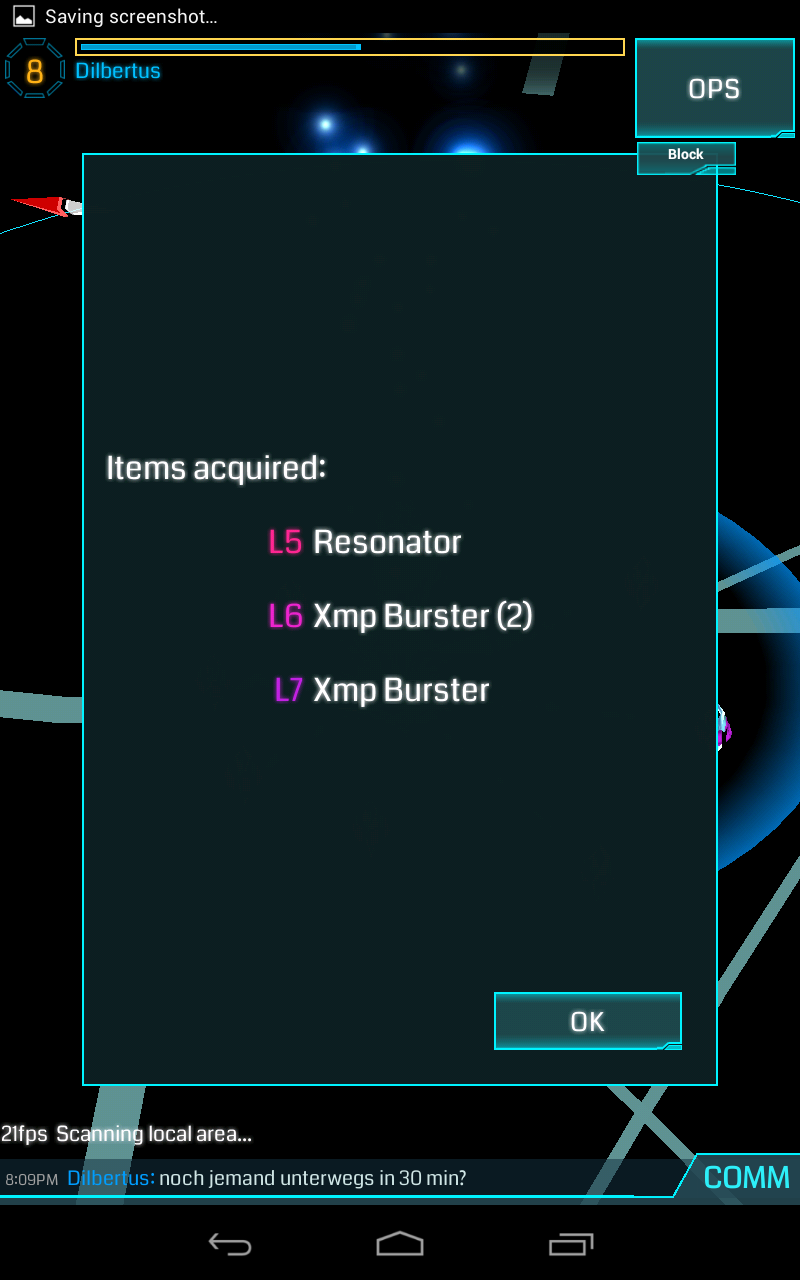 Saving screenshot...
8
Dilbertus
OPS
Block
Items acquired:
L5 Resonator
L6 Xmp Burster (2)
L7 Xmp Burster
OK
21fps Scanning local area...
8:09PM Dilbertus: noch jemand unterwegs in 30 min?
COMM